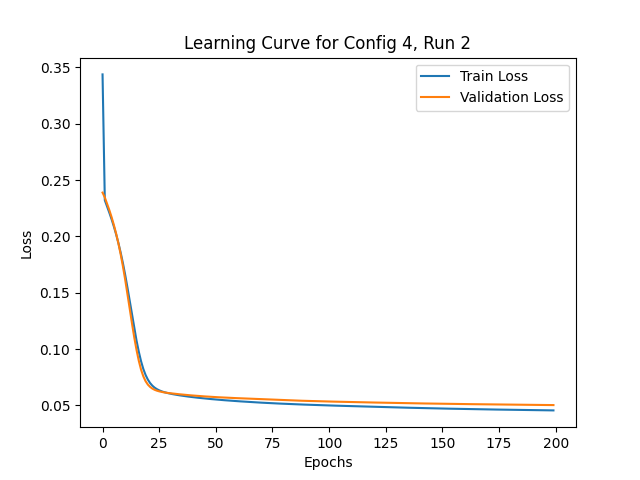 Learning Curve for Config 4, Run 2
Train Loss
Validation Loss
0.35
0.30
0.25
0.20
0.15
0.10
0.05
Loss
0 25 50 75 100 125 150 175 200
Epochs